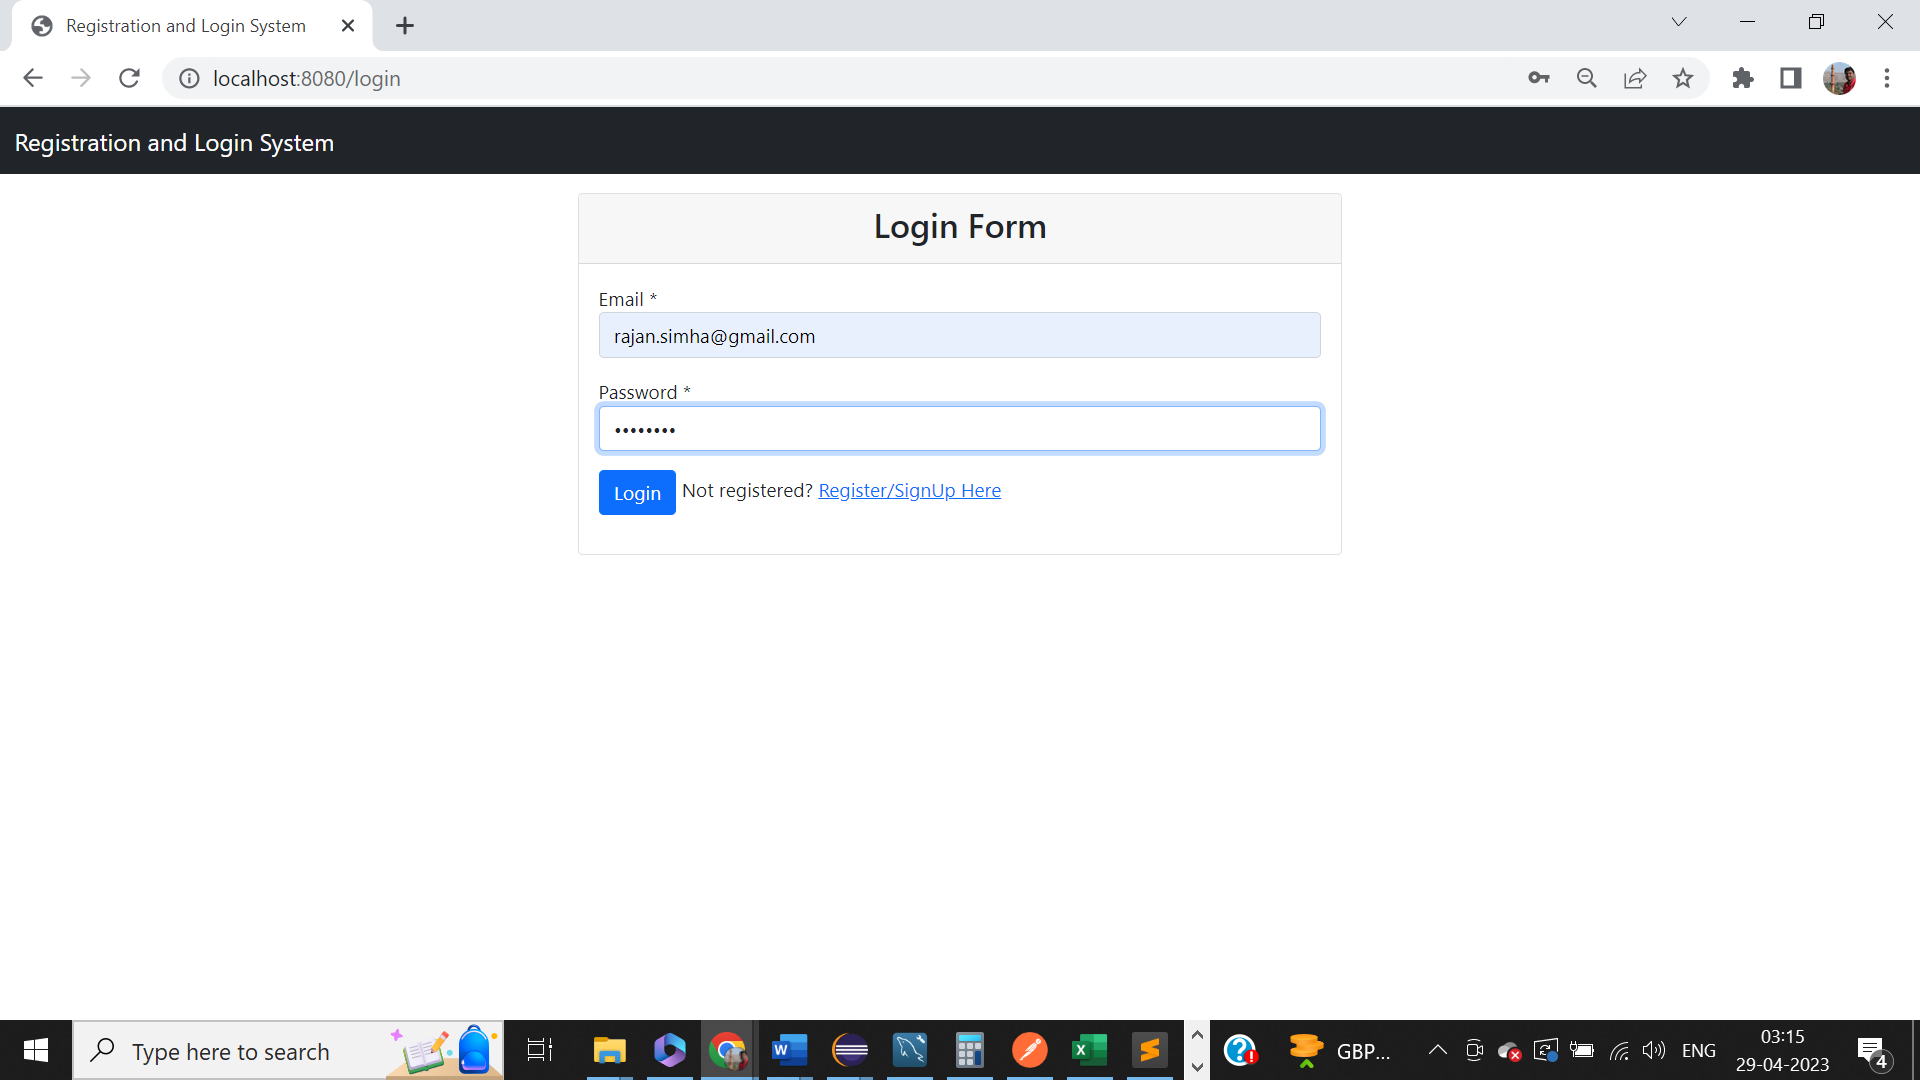 Registration and Login System
localhost:8080/login
Registration and Login System
Login Form
Email *
rajan.simha@gmail.com
Password *
••••••••
Login Not registered? Register/SignUp Here
Type here to search
GBP...
ENG
03:15
29-04-2023
4